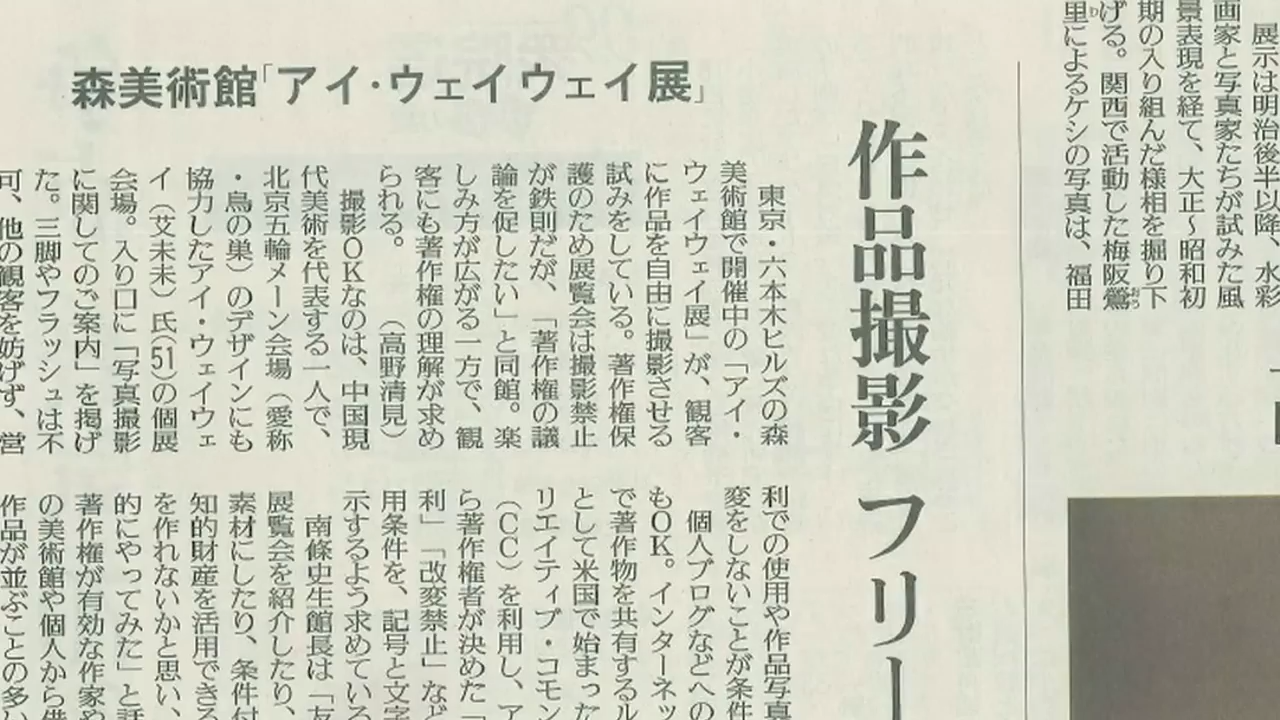 展示は明治後半以降、水彩
画家と写真家たちが試みた風
景表現を経て、大正〜昭和初
期の入り組んだ様相を掘り下
げる。関西で活動した梅阪鶯
里によるケシの写真は、福田
作品撮影 フリー
森美術館「アイ・ウェイウェイ展」
東京・六本木ヒルズの森
美術館で開催中の「アイ・
ウェイウェイ展」が、観客
に作品を自由に撮影させる
試みをしている。著作権保
護のため展覧会は撮影禁止
が鉄則だが、「著作権の議
論を促したい」と同館。楽
しみ方が広がる一方で、観
客にも著作権の理解が求め
られる。　　（高野清見）
撮影ＯＫなのは、中国現
代美術を代表する一人で、
北京五輪メーン会場（愛称
・鳥の巣）のデザインにも
協力したアイ・ウェイウェ
イ（艾未未）氏(51)の個展
会場。入り口に「写真撮影
に関してのご案内」を掲げ
た。三脚やフラッシュは不
可、他の観客を妨げず、営
利での使用や作品写真
変をしないことが条件
個人ブログなどへの
もＯＫ。インターネッ
で著作物を共有するル
として米国で始まった
リエイティブ・コモン
（ＣＣ）を利用し、ア
ら著作権者が決めた「
利」「改変禁止」など
用条件を、記号と文字
示するよう求めている
南條史生館長は「友
展覧会を紹介したり、
素材にしたり、条件付
知的財産を活用できる
を作れないかと思い、
的にやってみた」と話
著作権が有効な作家や
の美術館や個人から借
作品が並ぶことの多い